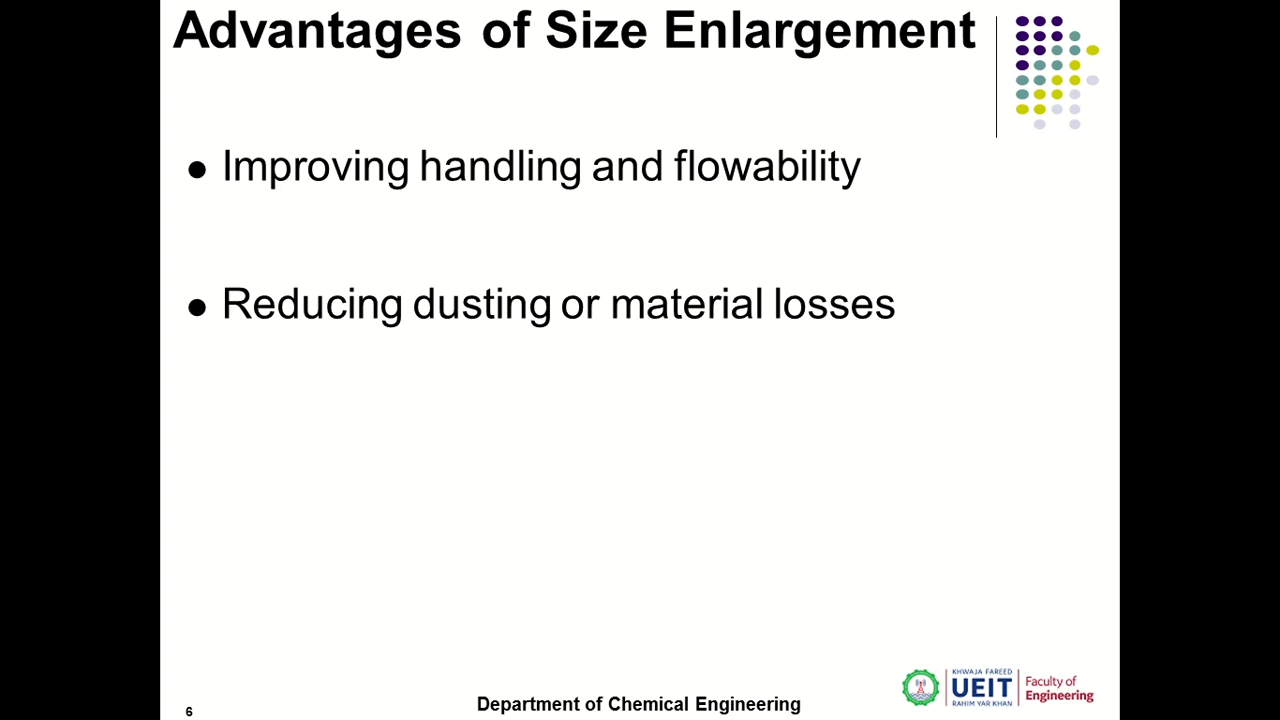 Advantages of Size Enlargement
● Improving handling and flowability
● Reducing dusting or material losses
6
Department of Chemical Engineering
KHWAJA FAREED
UEIT
RAHIM YAR KHAN
Faculty of
Engineering